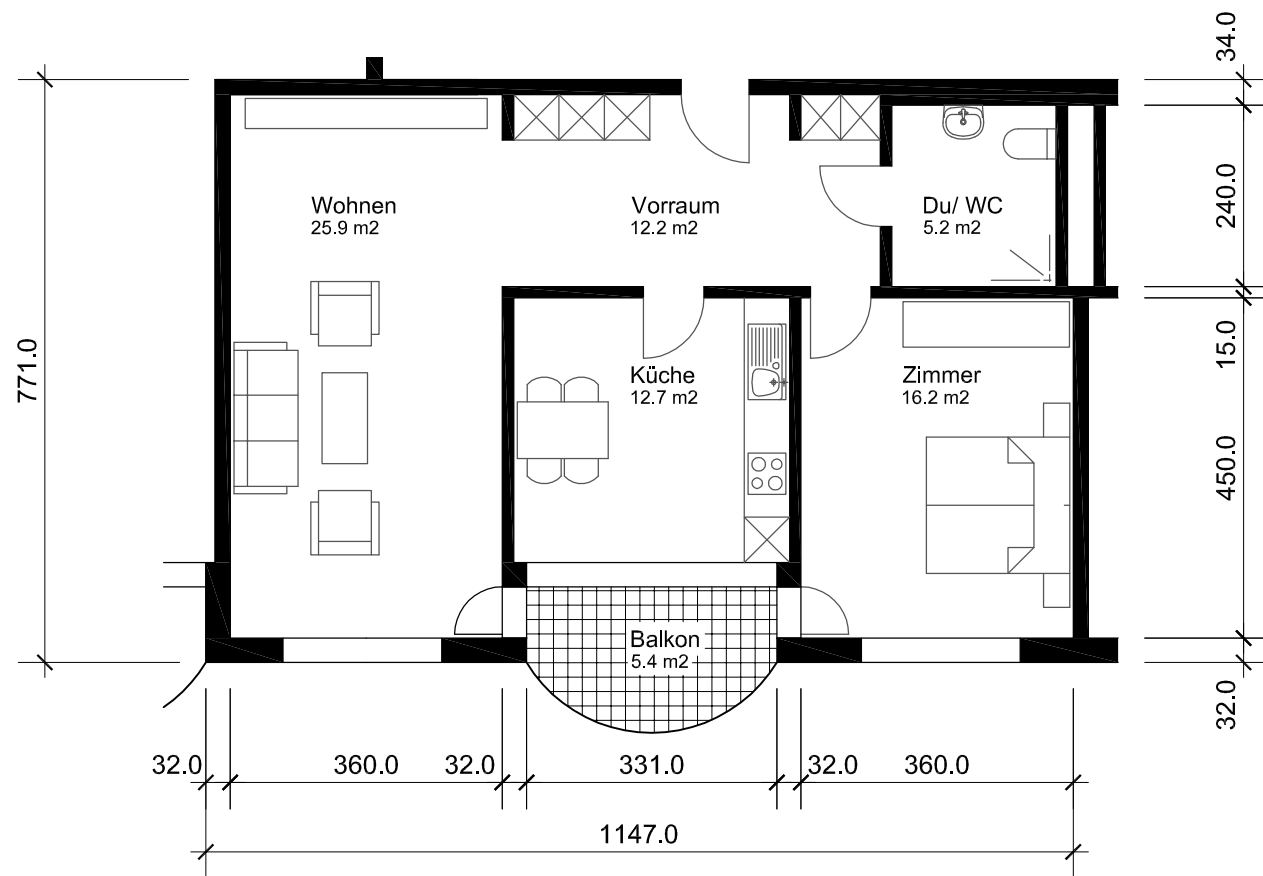 34.0
Wohnen
25.9 m2
Vorraum
12.2 m2
Du/ WC
5.2 m2
240.0
771.0
15.0
Küche
12.7 m2
Zimmer
16.2 m2
450.0
Balkon
5.4 m2
32.0
32.0
360.0
32.0
331.0
32.0
360.0
1147.0